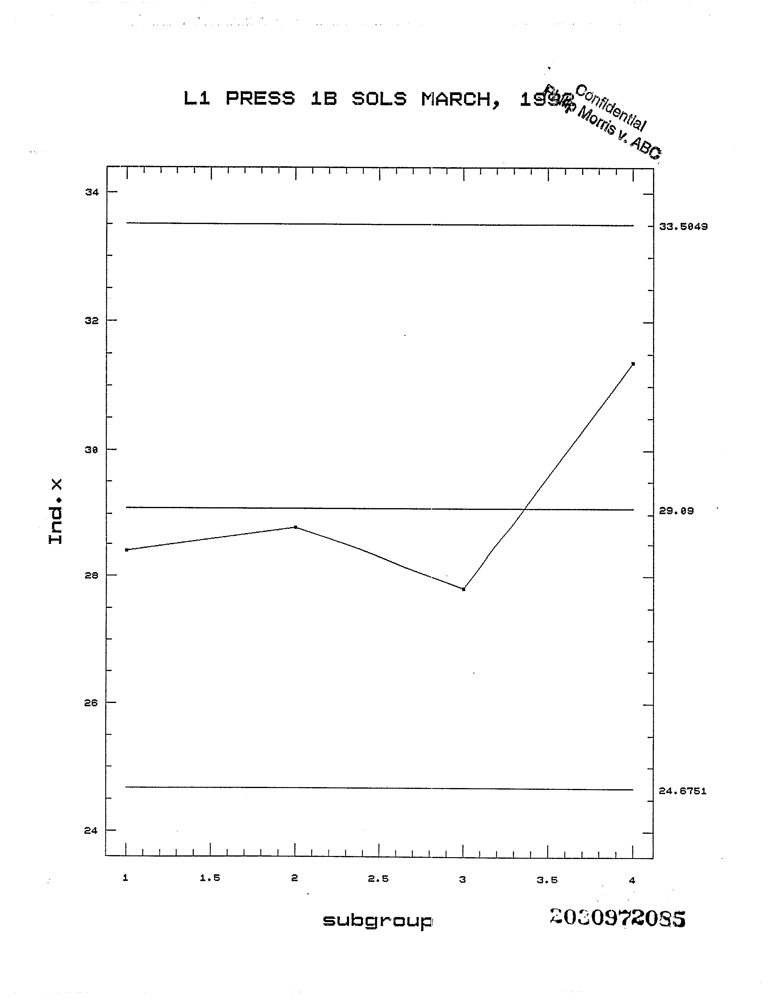 L1 PRESS 1B SOLS MARCH,
Confidential
Philip Morris v. ABC
34
33.5049
32
30
Ind.x
29.09
28
26
24.6751
24
1 1.5 2 2.5 3 3.5 4
subgroup
2030972085